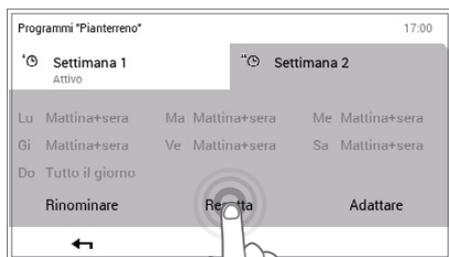 Programmi "Pianterreno" 17:00
Settimana 1 Settimana 2
Attivo
Lu Mattina+sera Ma Mattina+sera Me Mattina+sera
Gi Mattina+sera Ve Mattina+sera Sa Mattina+sera
Do Tutto il giorno
Rinominare Adattare